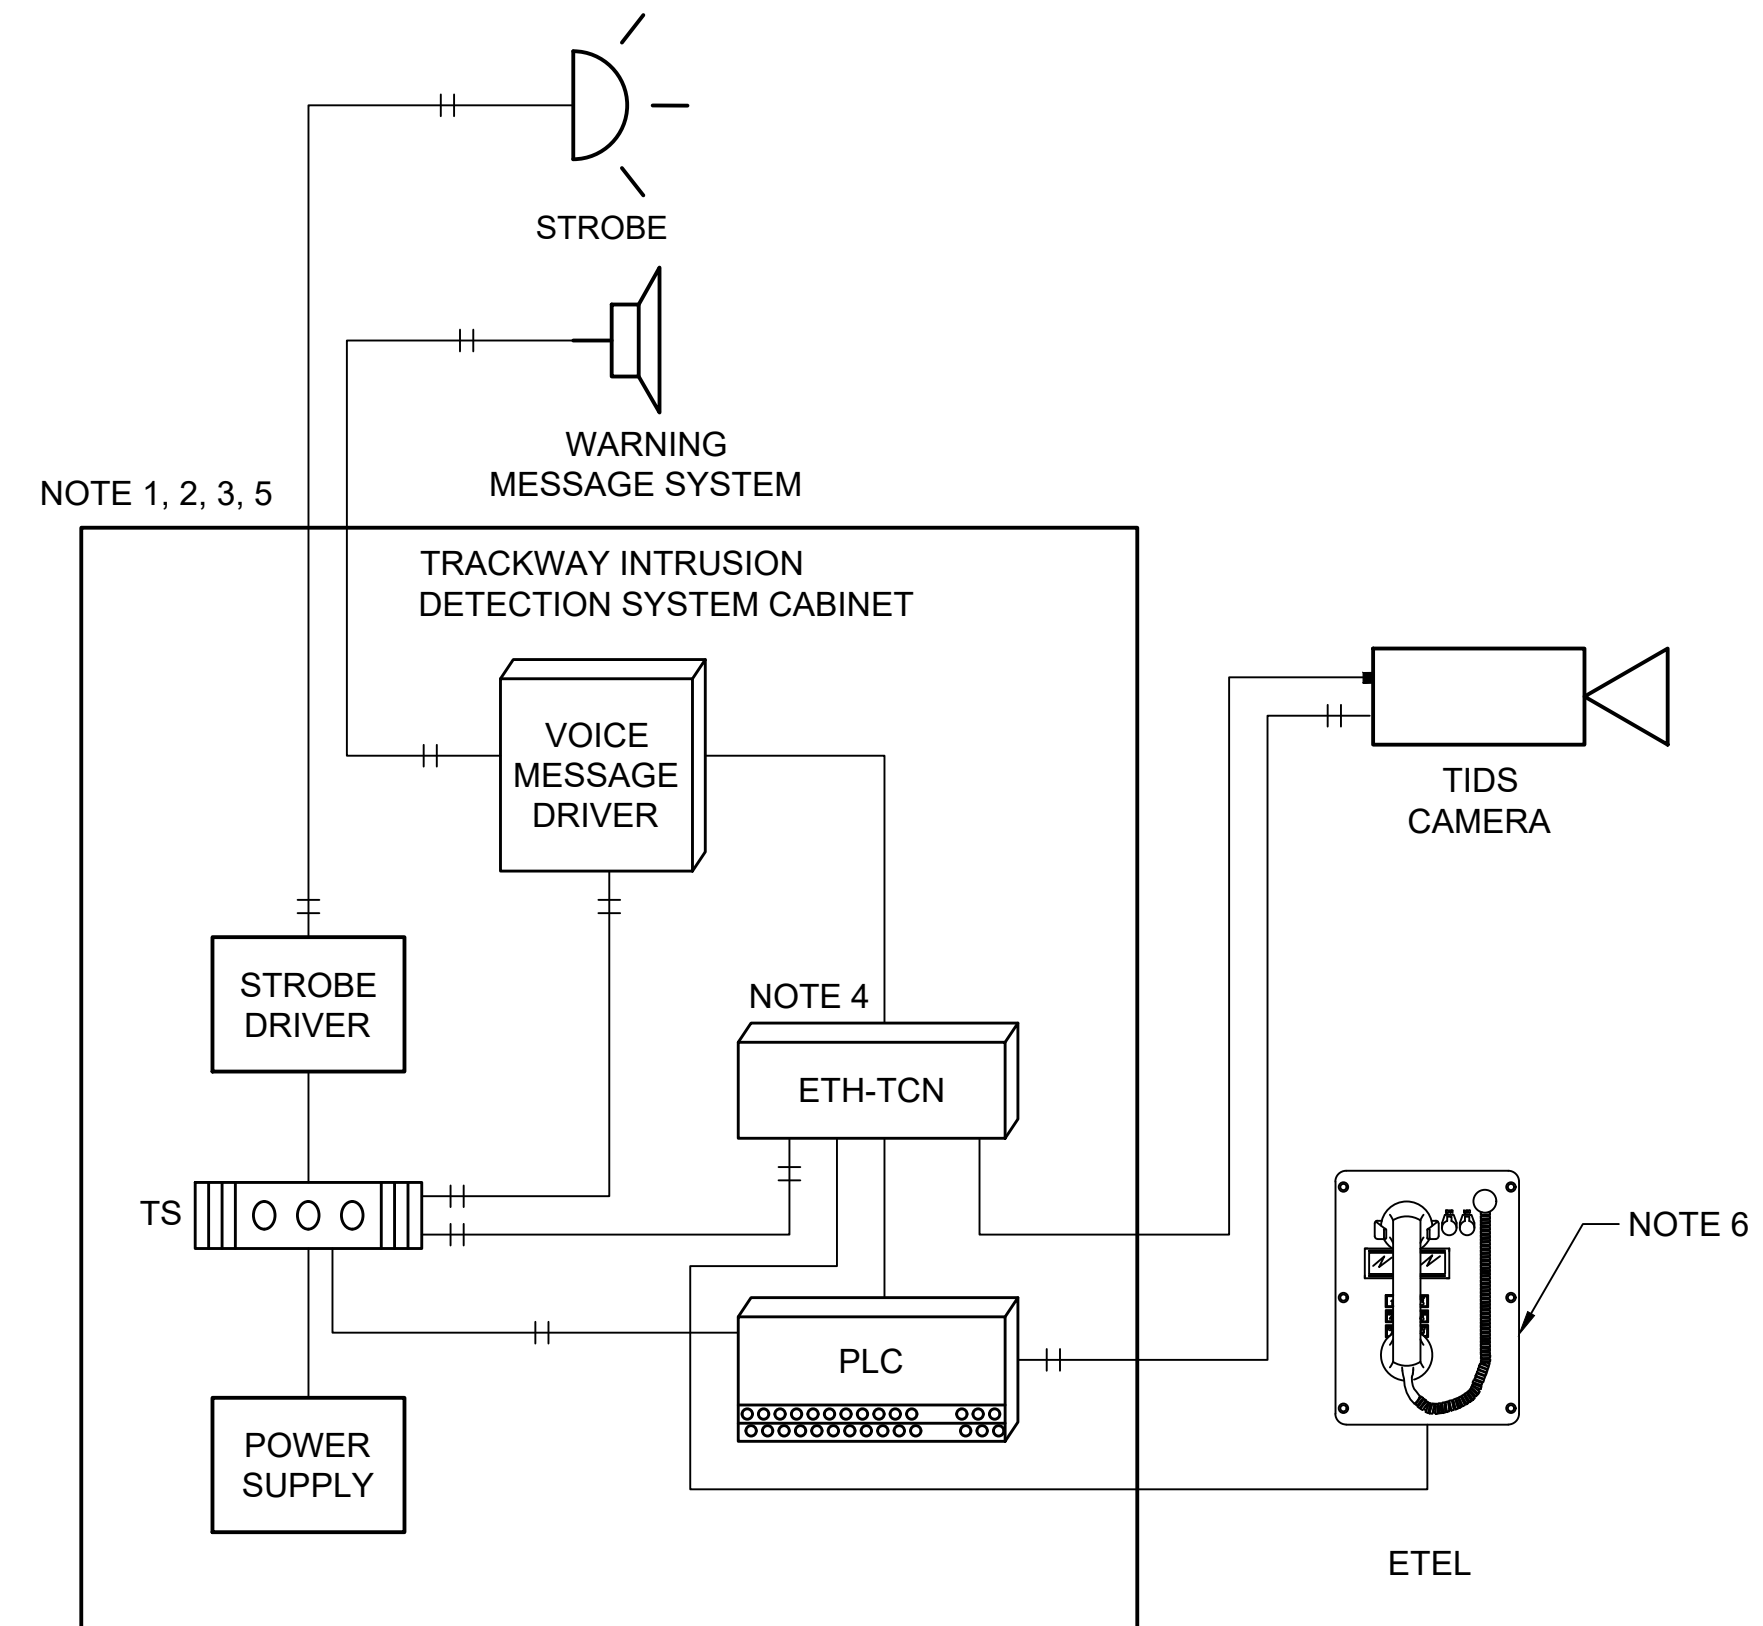 STROBE
WARNING
MESSAGE SYSTEM
NOTE 1, 2, 3, 5
TRACKWAY INTRUSION
DETECTION SYSTEM CABINET
VOICE
MESSAGE
DRIVER
TIDS
CAMERA
STROBE
DRIVER
NOTE 4
ETH-TCN
TS
NOTE 6
PLC
POWER
SUPPLY
ETEL